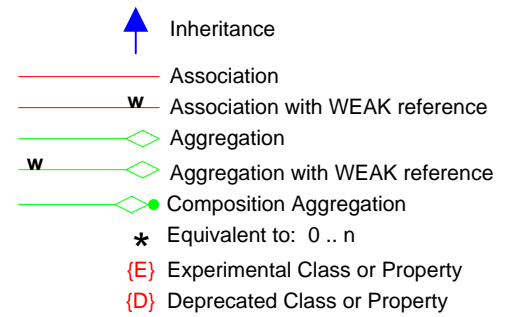 Inheritance
Association
w Association with WEAK reference
Aggregation
w Aggregation with WEAK reference
Composition Aggregation
* Equivalent to: 0 .. n
{E} Experimental Class or Property
{D} Deprecated Class or Property